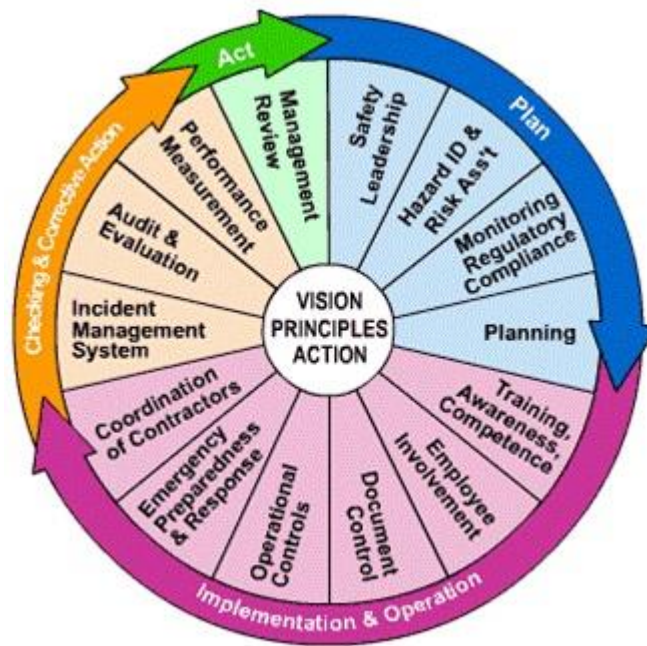 Act
Plan
Implementation & Operation
Checking & Corrective Action
Safety
Leadership
Hazard ID &
Risk Ass't
Monitoring
Regulatory
Compliance
Planning
Training,
Awareness,
Competence
Employee
Involvement
Document
Control
Operational
Controls
Emergency
Preparedness
& Response
Coordination
of Contractors
Incident
Management
System
Audit &
Evaluation
Performance
Measurement
Management
Review
VISION
PRINCIPLES
ACTION